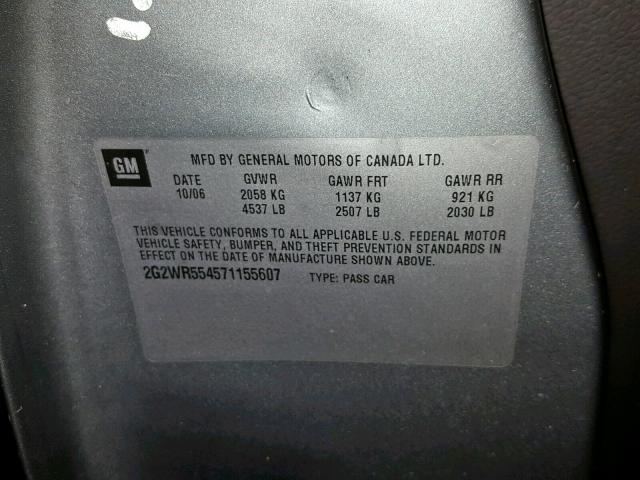 GM MFD BY GENERAL MOTORS OF CANADA LTD.
DATE GVWR GAWR FRT GAWR RR
10/06 2058 KG 1137 KG 921 KG
4537 LB 2507 LB 2030 LB
THIS VEHICLE CONFORMS TO ALL APPLICABLE U.S. FEDERAL MOTOR
VEHICLE SAFETY, BUMPER, AND THEFT PREVENTION STANDARDS IN
EFFECT ON THE DATE OF MANUFACTURE SHOWN ABOVE.
2G2WR554571155607 TYPE: PASS CAR